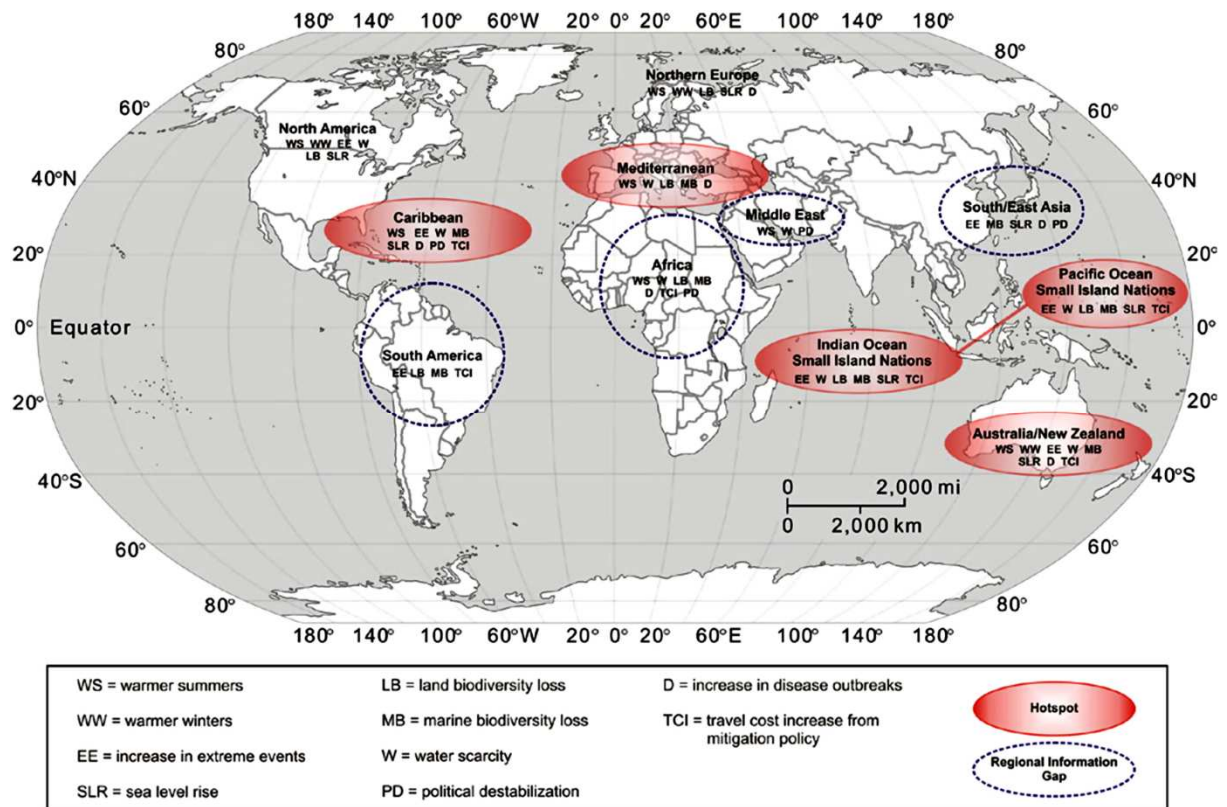 180° 140° 100° 60°W 20° 0° 20° 60°E 100° 140° 180°
80° 80°
60° 60°
40°N 40°N
20° 20°
Equator 0° 0°
20° 20°
40°S 40°S
60° 60°
80° 80°
180° 140° 100° 60W 20° 0° 20° 60°E 100° 140° 180°
Northern Europe
WS WW LB SLR D
North America
WS WW EE W
LB SLR
Mediterranean
WS W LB MB D
Caribbean
WS EE W MB
SLR D PD TCI
Middle East
WS W PD
South/East Asia
EE MB SLR D PD
Africa
WS W LB MB
D TCI PD
Pacific Ocean
Small Island Nations
EE W LB MB SLR TCI
South America
EE LB MB TCI
Indian Ocean
Small Island Nations
EE W LB MB SLR TCI
Australia/New Zealand
WS WW EE W MB
SLR D TCI
0 2,000 mi
0 2,000 km
WS = warmer summers
WW = warmer winters
EE = increase in extreme events
SLR = sea level rise
LB = land biodiversity loss
MB = marine biodiversity loss
W = water scarcity
PD = political destabilization
D = increase in disease outbreaks
TCI = travel cost increase from
mitigation policy
Hotspot
Regional Information
Gap